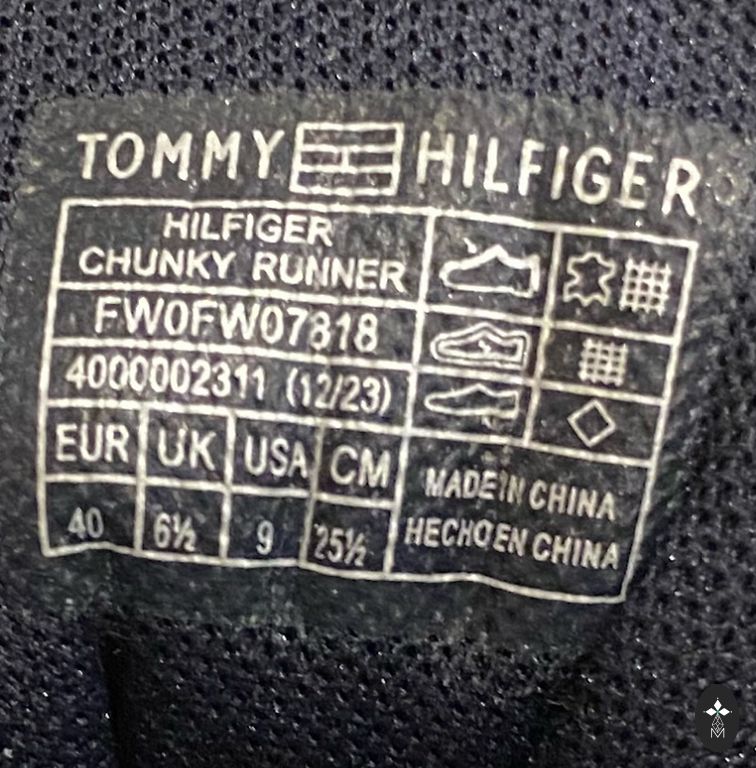 TOMMY HILFIGER
HILFIGER
CHUNKY RUNNER
FW0FW07818
4000002311 (12/23)
EUR UK USA CM
40 6½ 9 25½
MADE IN CHINA
HECHO EN CHINA
M